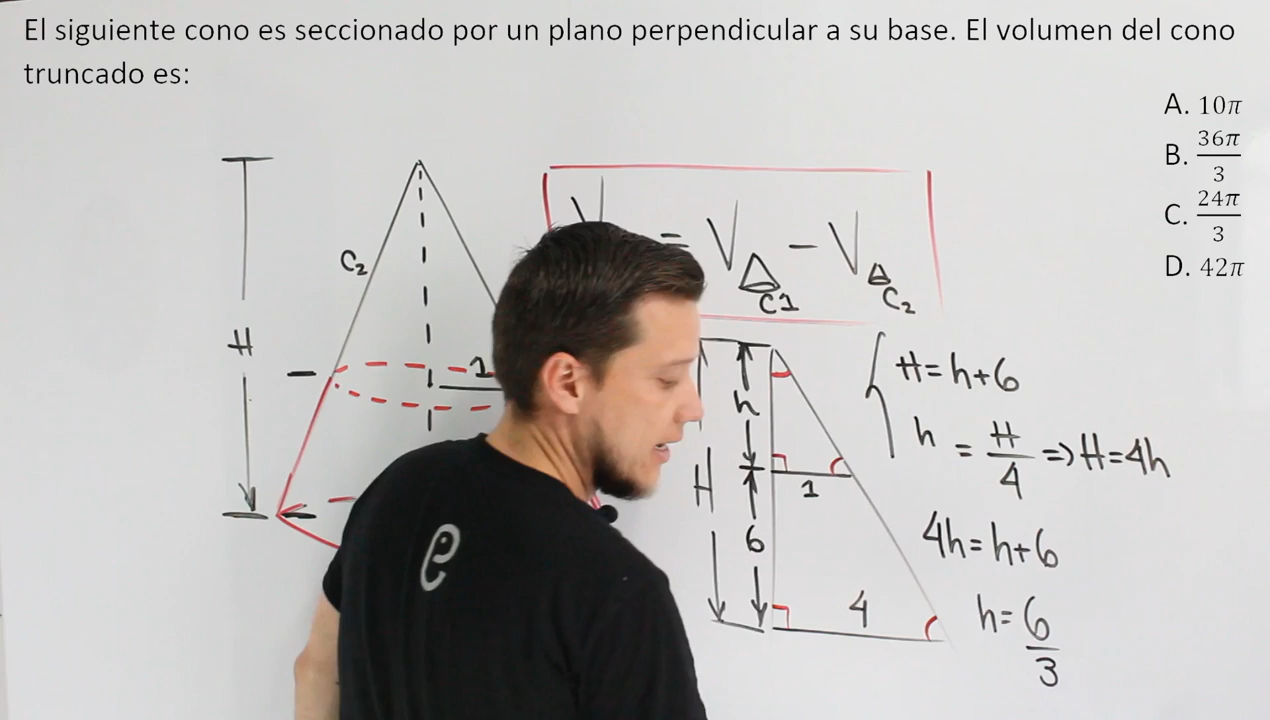 El siguiente cono es seccionado por un plano perpendicular a su base. El volumen del cono
truncado es:
A. 10π
B. 36π/3
C. 24π/3
D. 42π
H
C₂
1
V = V△C1 - V△C₂
H
h
6
1
4
H=h+6
h = H/4 => H=4h
4h=h+6
h=6/3
e